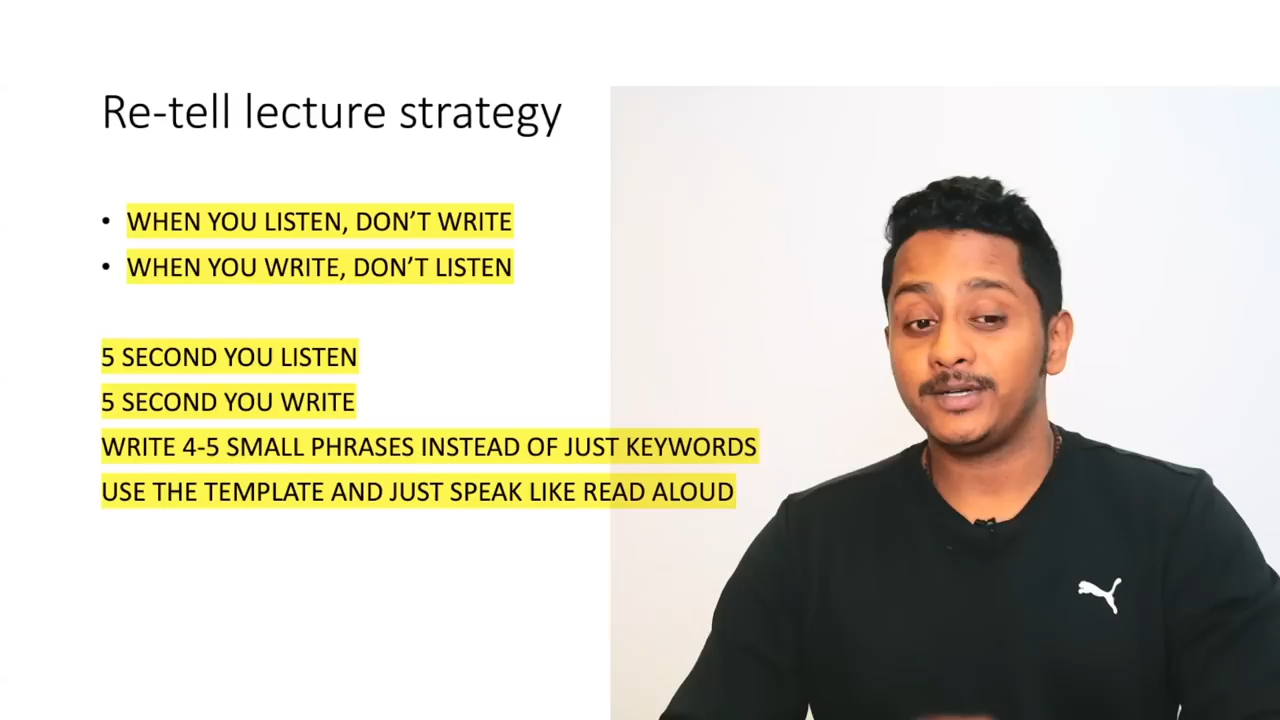 Re-tell lecture strategy
• WHEN YOU LISTEN, DON’T WRITE
• WHEN YOU WRITE, DON’T LISTEN
5 SECOND YOU LISTEN
5 SECOND YOU WRITE
WRITE 4-5 SMALL PHRASES INSTEAD OF JUST KEYWORDS
USE THE TEMPLATE AND JUST SPEAK LIKE READ ALOUD